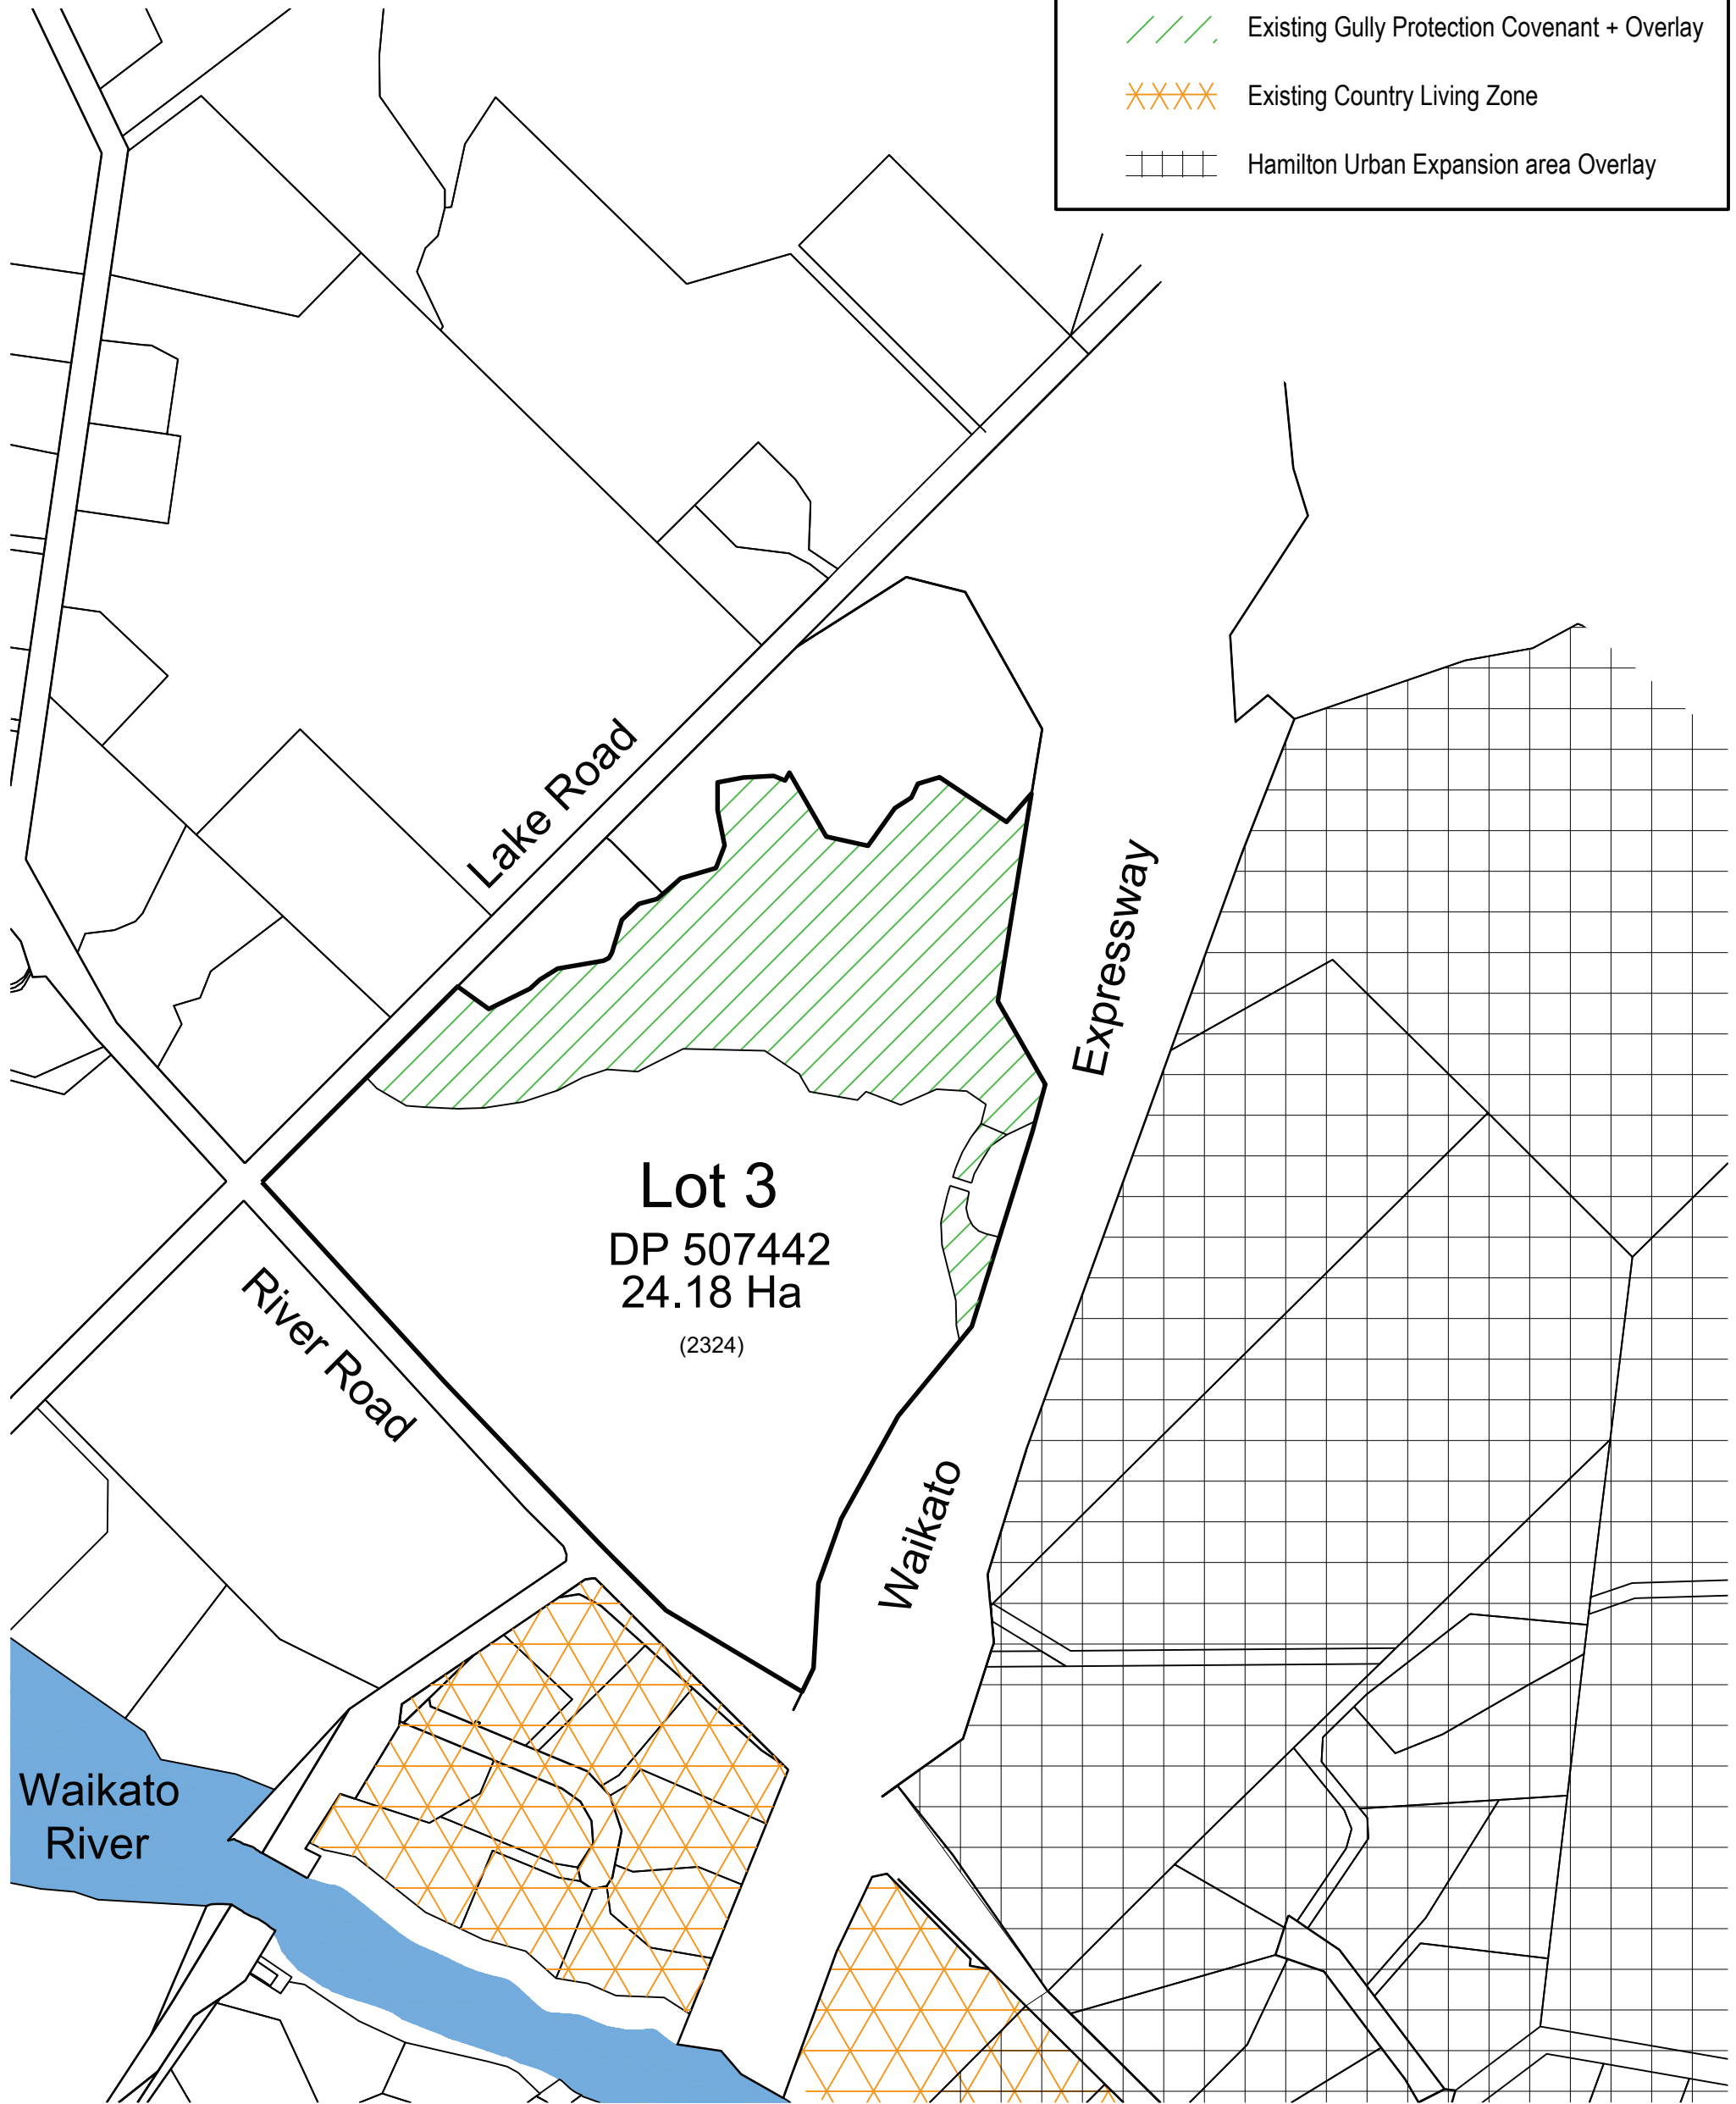 Existing Gully Protection Covenant + Overlay
Existing Country Living Zone
Hamilton Urban Expansion area Overlay
Lake Road
Expressway
Lot 3
DP 507442
24.18 Ha
(2324)
River Road
Waikato
Waikato
River